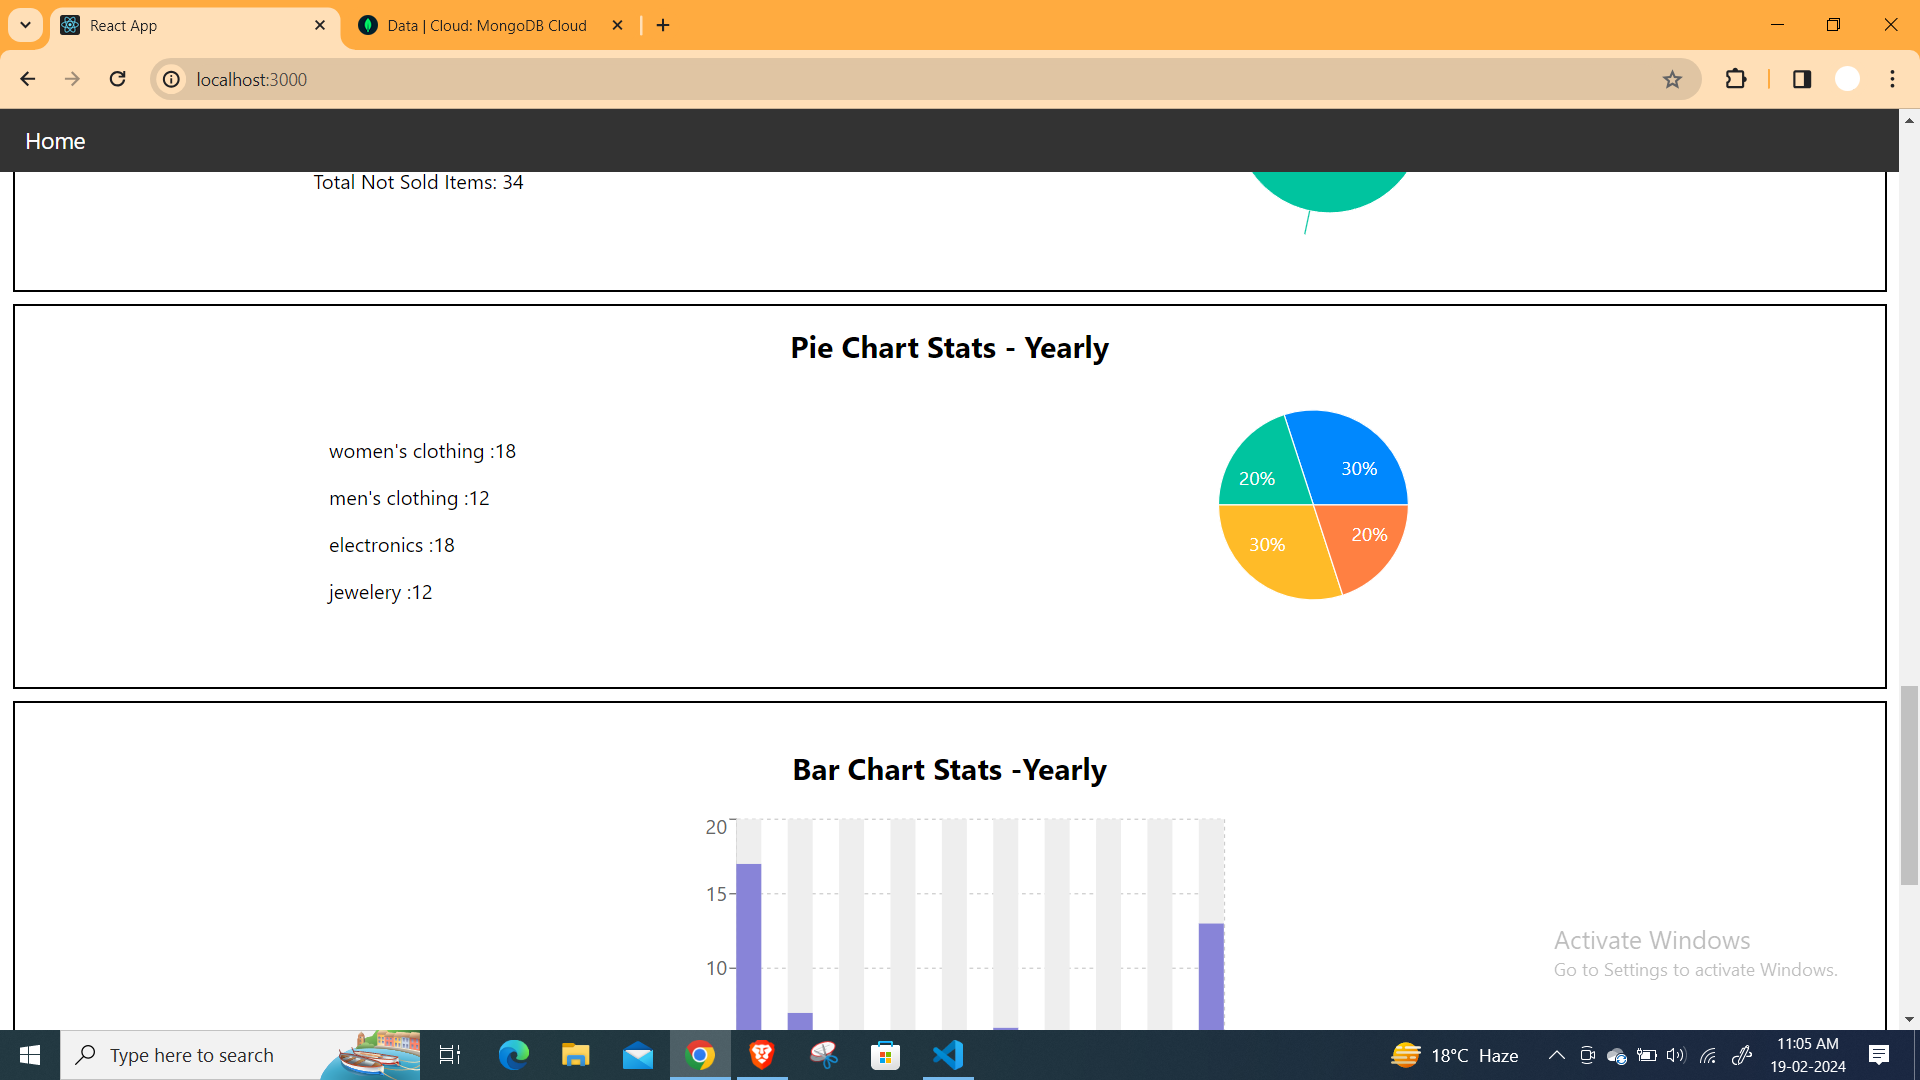 React App
Data | Cloud: MongoDB Cloud
localhost:3000
Home
Total Not Sold Items: 34
Pie Chart Stats - Yearly
women's clothing :18
men's clothing :12
electronics :18
jewelery :12
20%
30%
30%
20%
Bar Chart Stats -Yearly
20
15
10
Activate Windows
Go to Settings to activate Windows.
Type here to search
18°C Haze
11:05 AM
19-02-2024